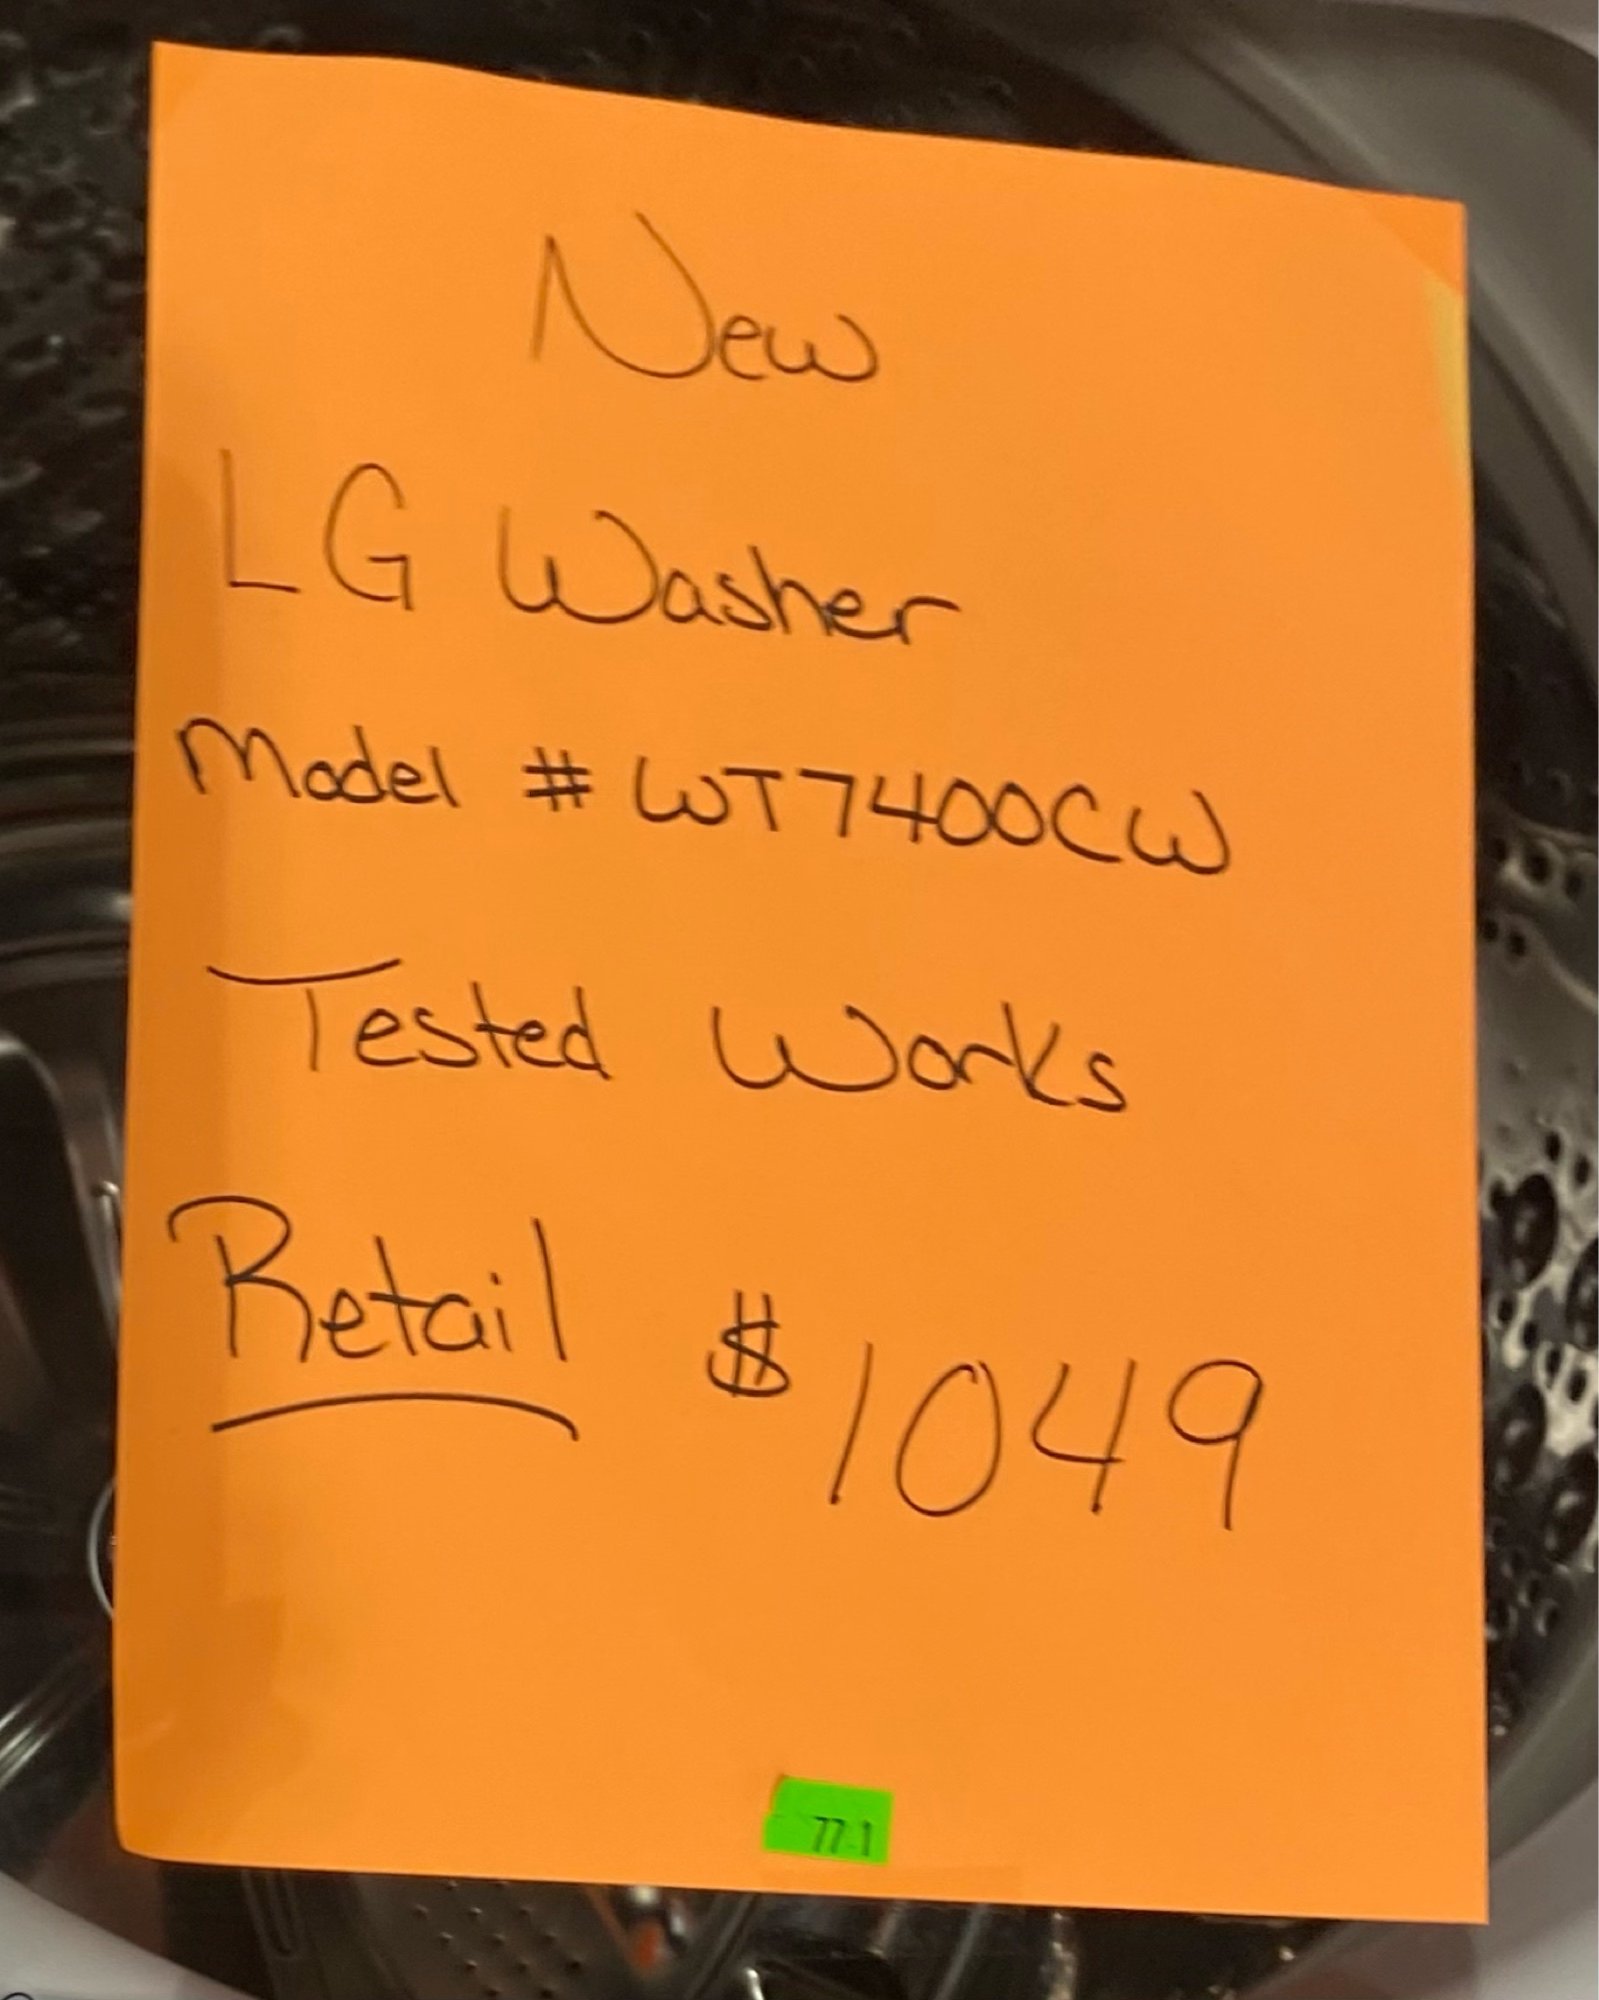 New
LG Washer
Model # WT7400CW
Tested Works
Retail $1049
77-1